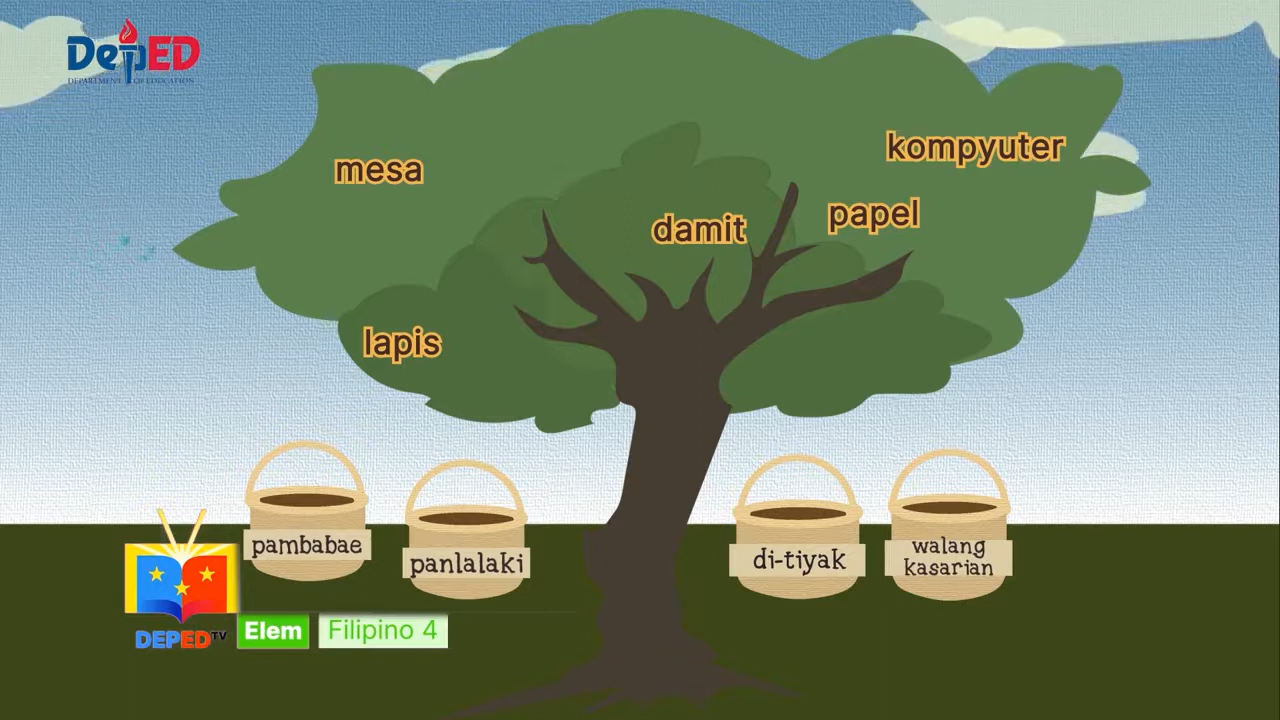 DepED
DEPARTMENT OF EDUCATION
kompyuter
mesa
papel
damit
lapis
pambabae
panlalaki
di-tiyak
walang
kasarian
DEPED TV
Elem
Filipino 4